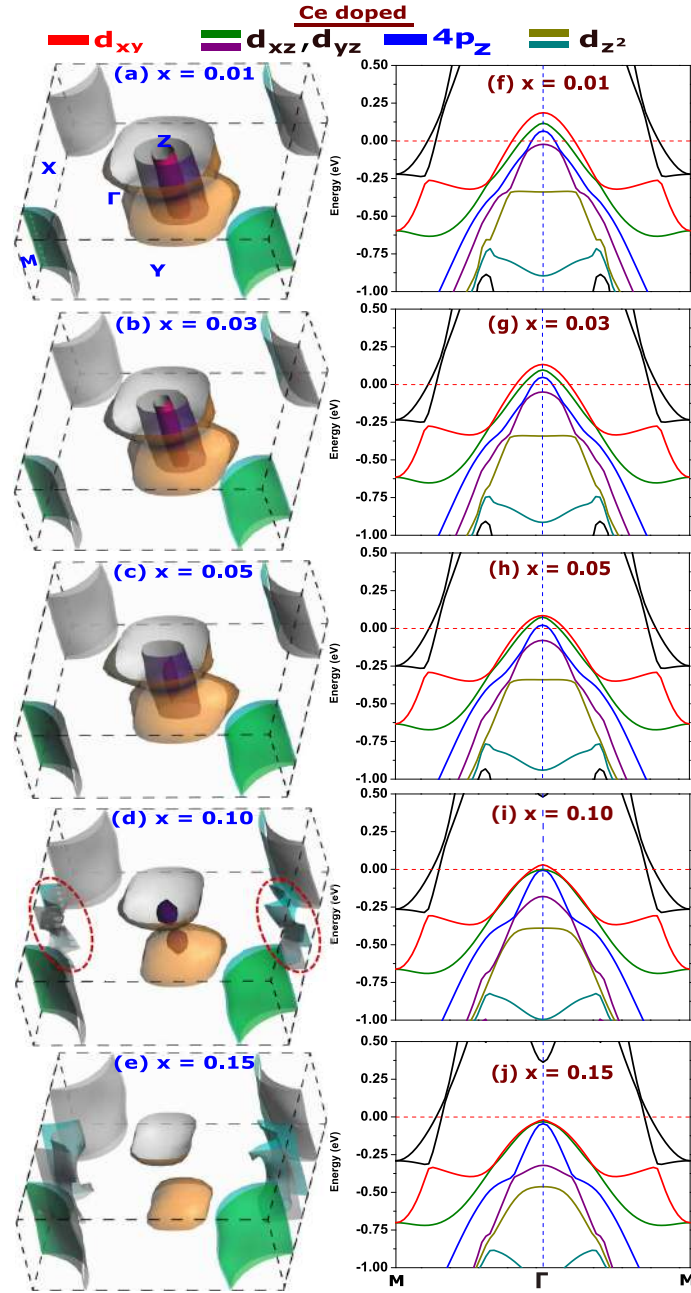 Ce doped
d_xy d_xz, d_yz 4p_z d_z²
(a) x = 0.01
Z
X
Γ
M
Y
(b) x = 0.03
(c) x = 0.05
(d) x = 0.10
(e) x = 0.15
(f) x = 0.01
Energy (eV)
0.50
0.25
0.00
-0.25
-0.50
-0.75
-1.00
(g) x = 0.03
Energy (eV)
0.50
0.25
0.00
-0.25
-0.50
-0.75
-1.00
(h) x = 0.05
Energy (eV)
0.50
0.25
0.00
-0.25
-0.50
-0.75
-1.00
(i) x = 0.10
Energy (eV)
0.50
0.25
0.00
-0.25
-0.50
-0.75
-1.00
(j) x = 0.15
Energy (eV)
0.50
0.25
0.00
-0.25
-0.50
-0.75
-1.00
M Γ M